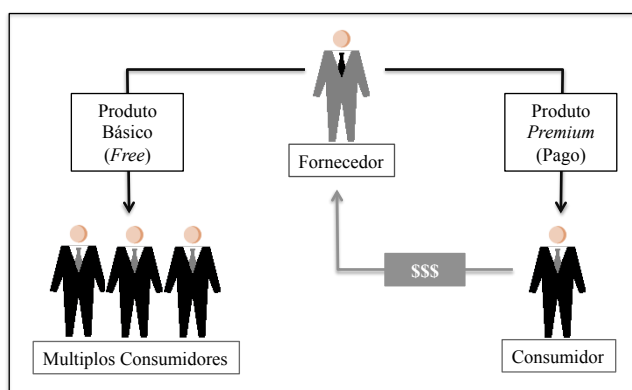 Produto
Básico
(Free)
Fornecedor
Produto
Premium
(Pago)
$$$
Multiplos Consumidores
Consumidor